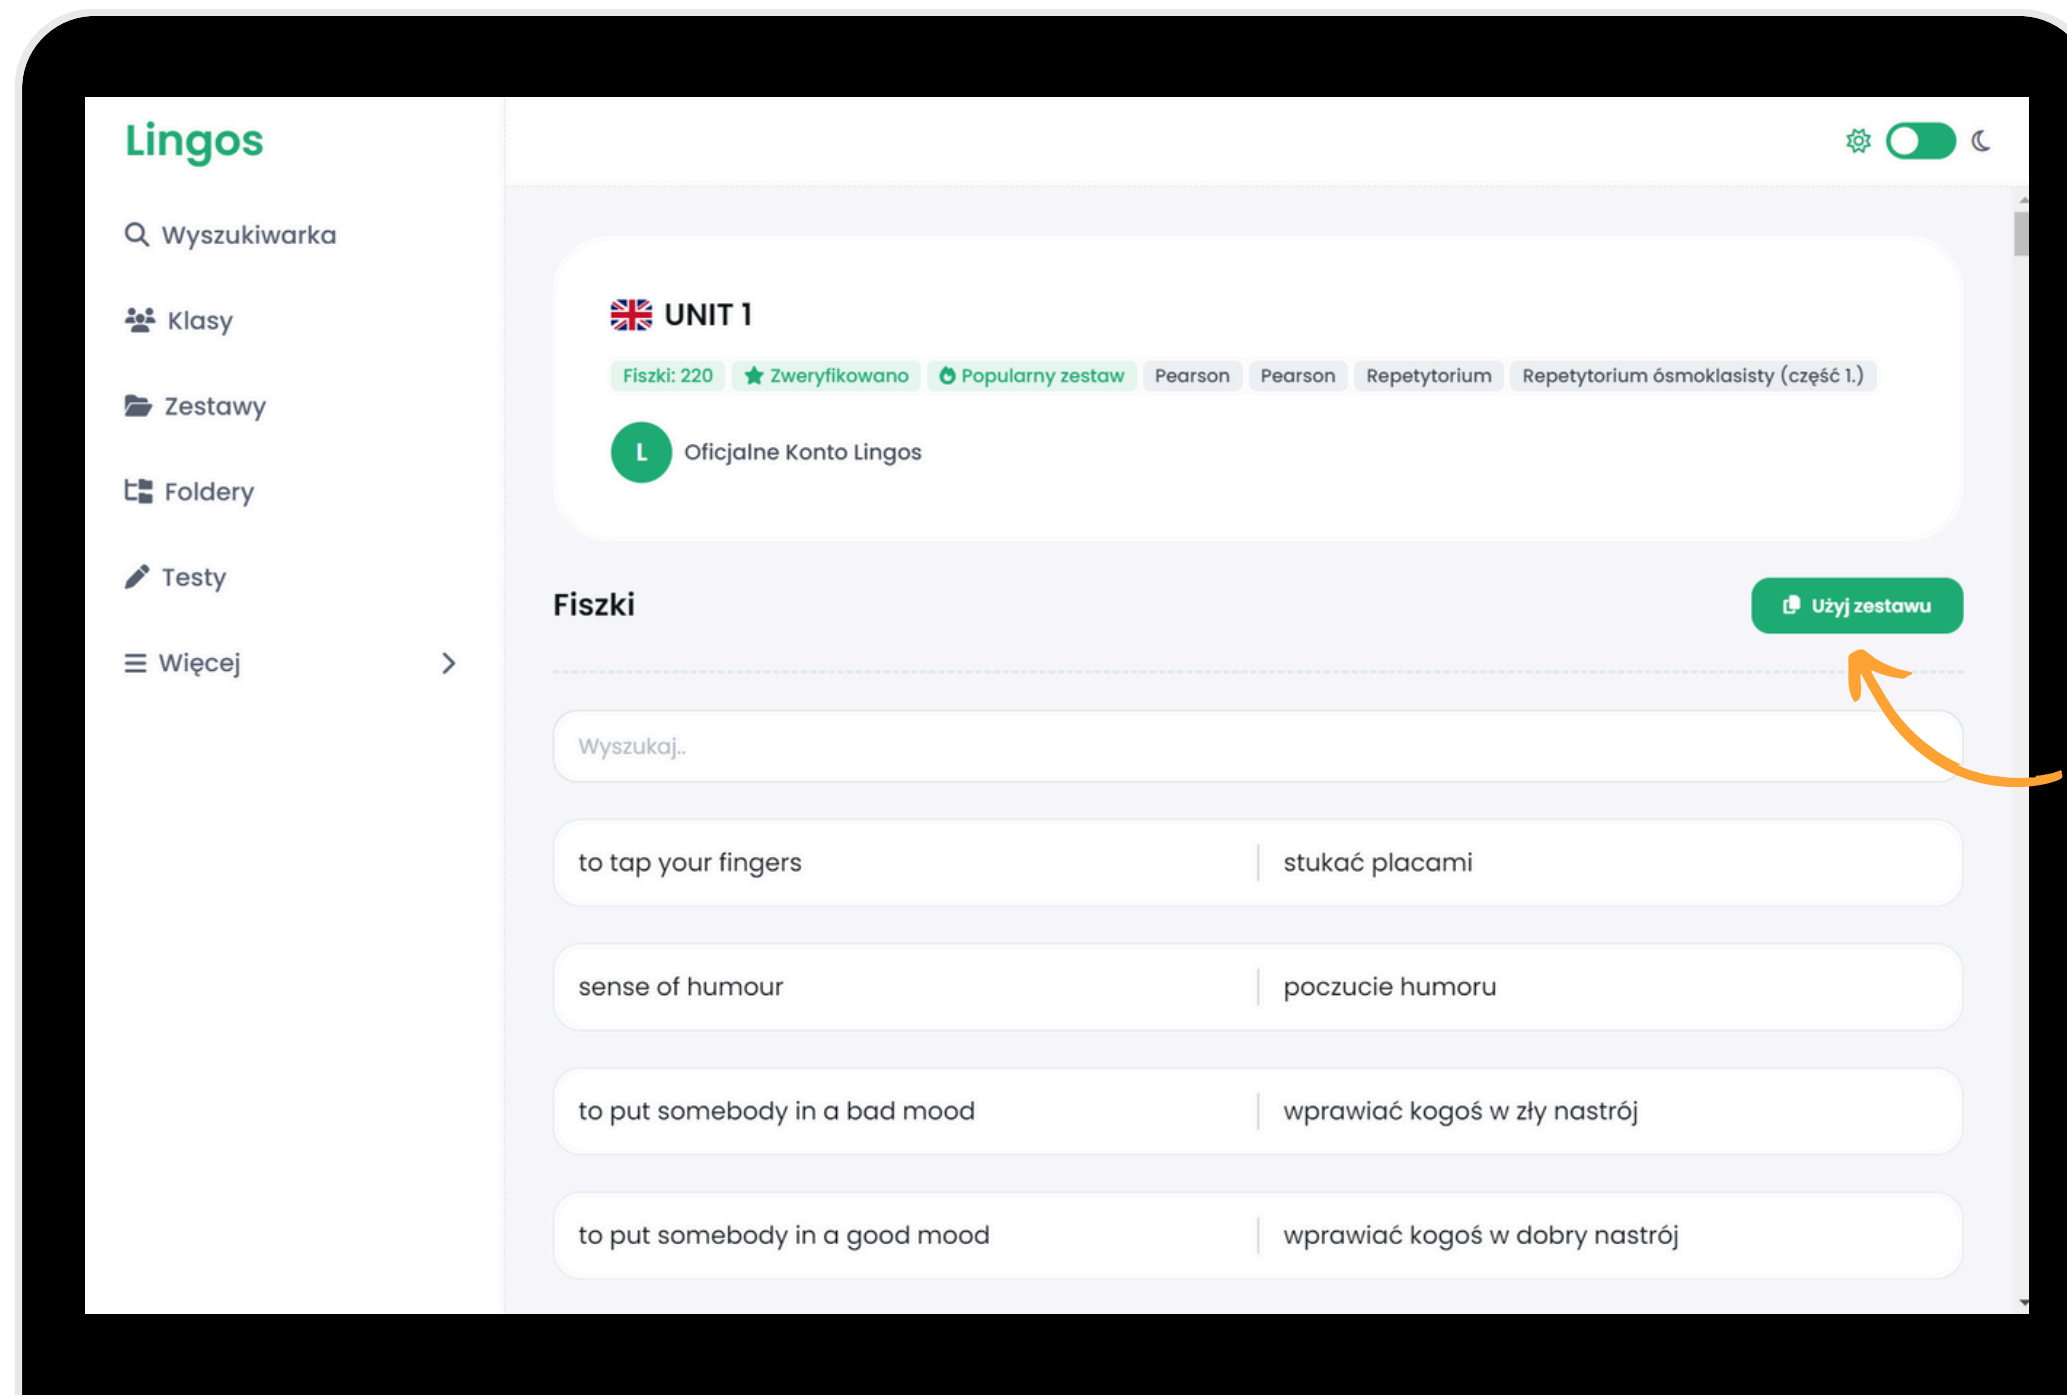 Lingos
Wyszukiwarka
Klasy
Zestawy
Foldery
Testy
Więcej
UNIT 1
Fiszki: 220 Zweryfikowano Popularny zestaw Pearson Pearson Repetytorium Repetytorium ósmoklasisty (część 1.)
L Oficjalne Konto Lingos
Fiszki
Użyj zestawu
Wyszukaj..
to tap your fingers stukać placami
sense of humour poczucie humoru
to put somebody in a bad mood wprawiać kogoś w zły nastrój
to put somebody in a good mood wprawiać kogoś w dobry nastrój